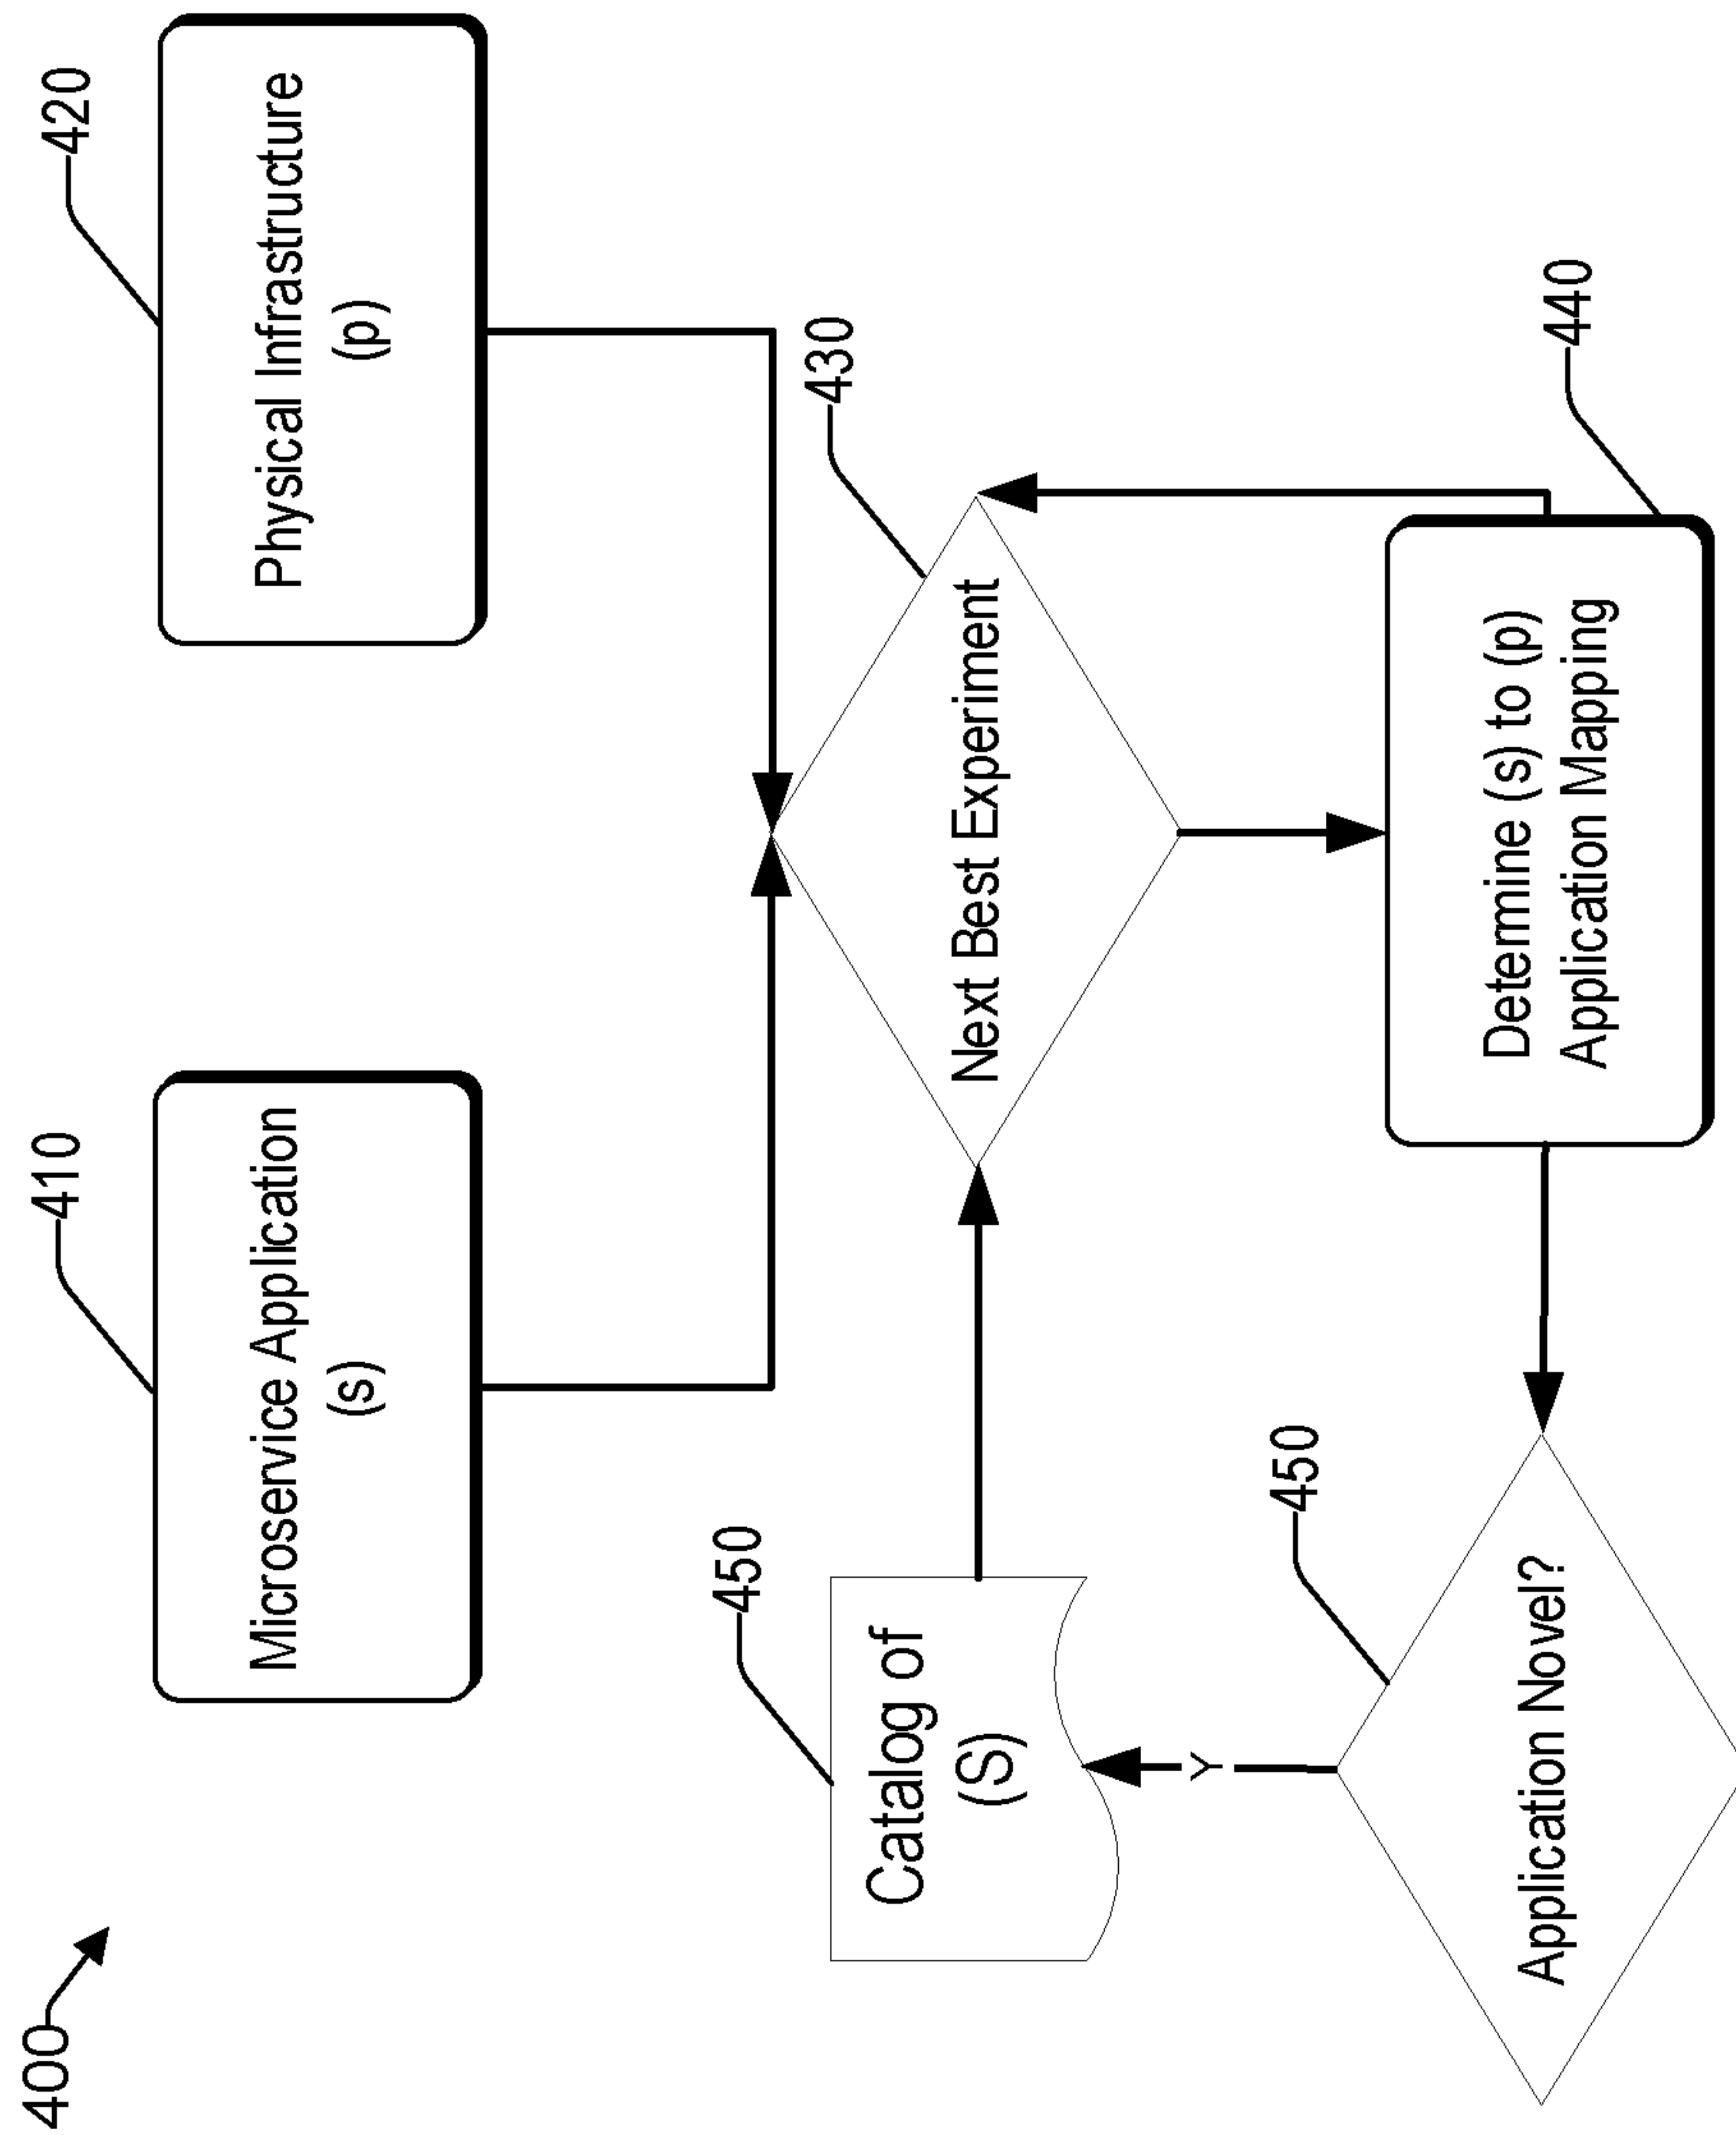 400
410
Microservice Application
(s)
420
Physical Infrastructure
(p)
450
Catalog of
(S)
430
Next Best Experiment
Y
450
Application Novel?
440
Determine (s) to (p)
Application Mapping